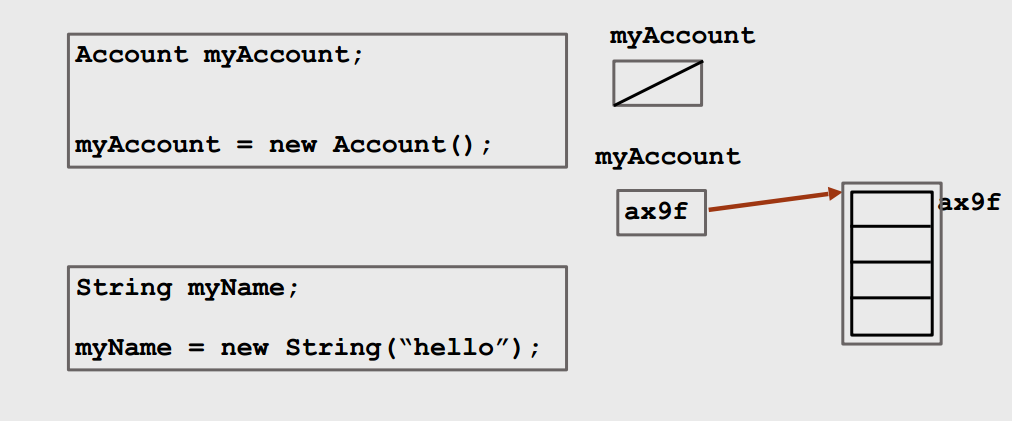 Account myAccount;
myAccount = new Account();
myAccount
myAccount
ax9f
ax9f
String myName;
myName = new String(“hello”);